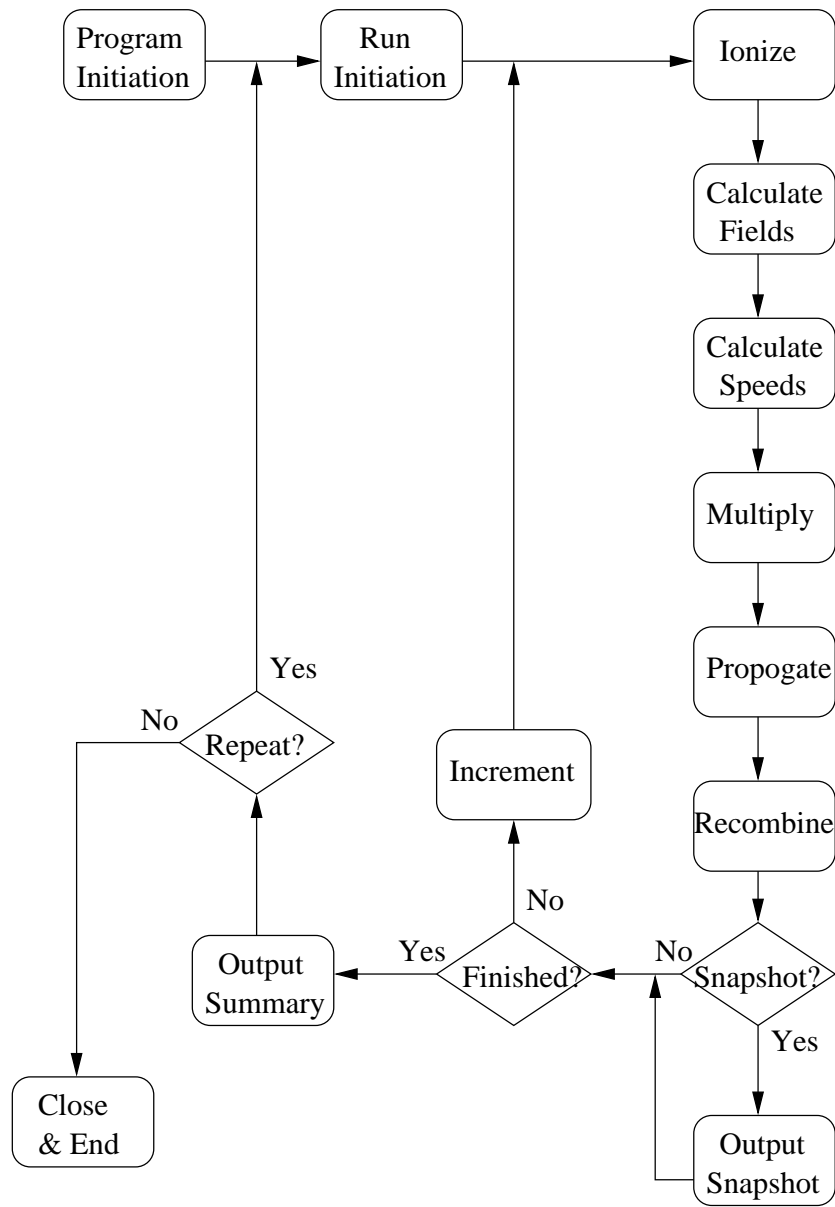 Program
Initiation
Run
Initiation
Ionize
Calculate
Fields
Calculate
Speeds
Multiply
Propogate
Recombine
Snapshot?
No
Yes
Output
Snapshot
Finished?
No
Yes
Increment
Output
Summary
Repeat?
Yes
No
Close
& End